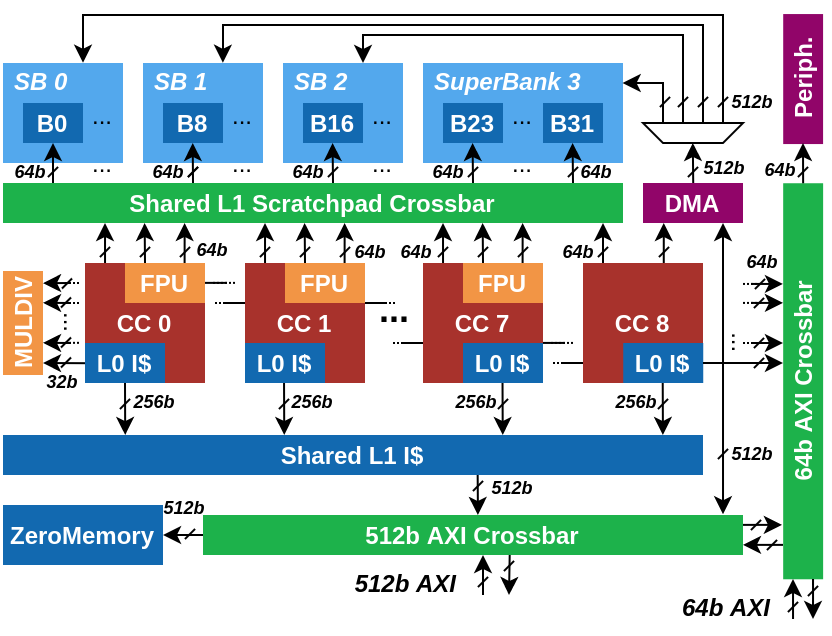 SB 0
SB 1
SB 2
SuperBank 3
B0 ...
B8 ...
B16 ...
B23 ... B31
512b
Periph.
64b ...
64b ...
64b ...
64b ... 64b
512b
64b
Shared L1 Scratchpad Crossbar
DMA
64b
64b
64b
64b
64b
MULDIV
...
32b
FPU
CC 0
L0 I$
FPU
CC 1
L0 I$
...
FPU
CC 7
L0 I$
CC 8
L0 I$
...
64b AXI Crossbar
256b
256b
256b
256b
Shared L1 I$
512b
512b
512b
ZeroMemory
512b AXI Crossbar
512b AXI
64b AXI